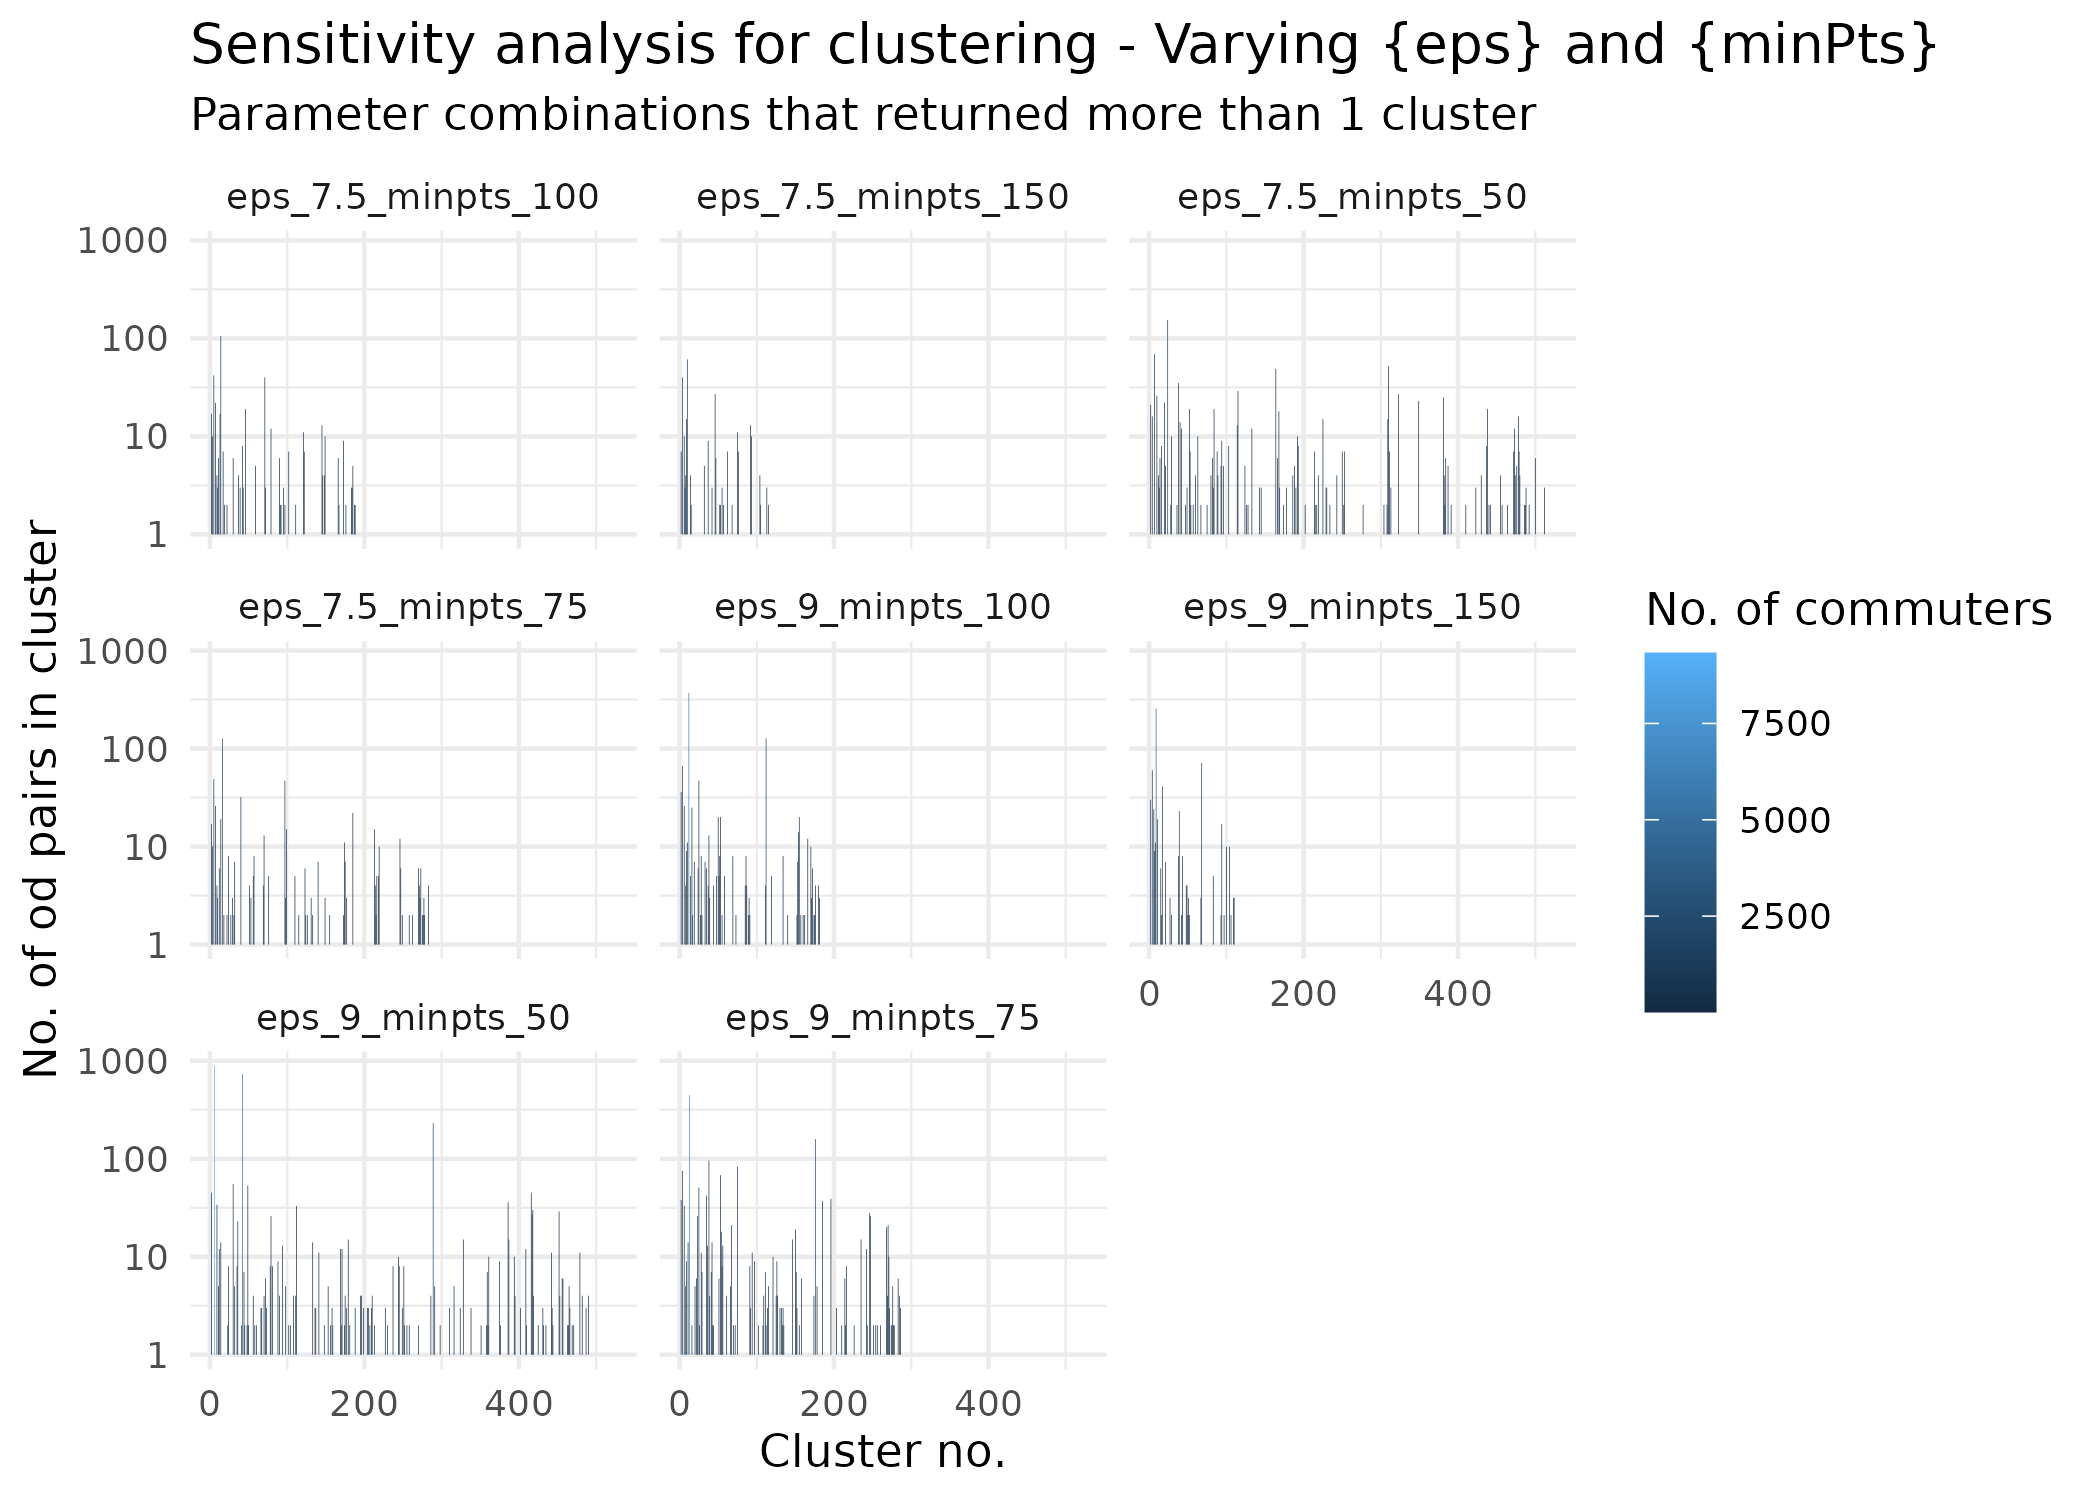 Sensitivity analysis for clustering - Varying {eps} and {minPts}
Parameter combinations that returned more than 1 cluster
eps_7.5_minpts_100
eps_7.5_minpts_150
eps_7.5_minpts_50
1000
100
10
1
eps_7.5_minpts_75
eps_9_minpts_100
eps_9_minpts_150
1000
100
10
1
0
200
400
eps_9_minpts_50
eps_9_minpts_75
1000
100
10
1
0
200
400
0
200
400
Cluster no.
No. of od pairs in cluster
No. of commuters
7500
5000
2500